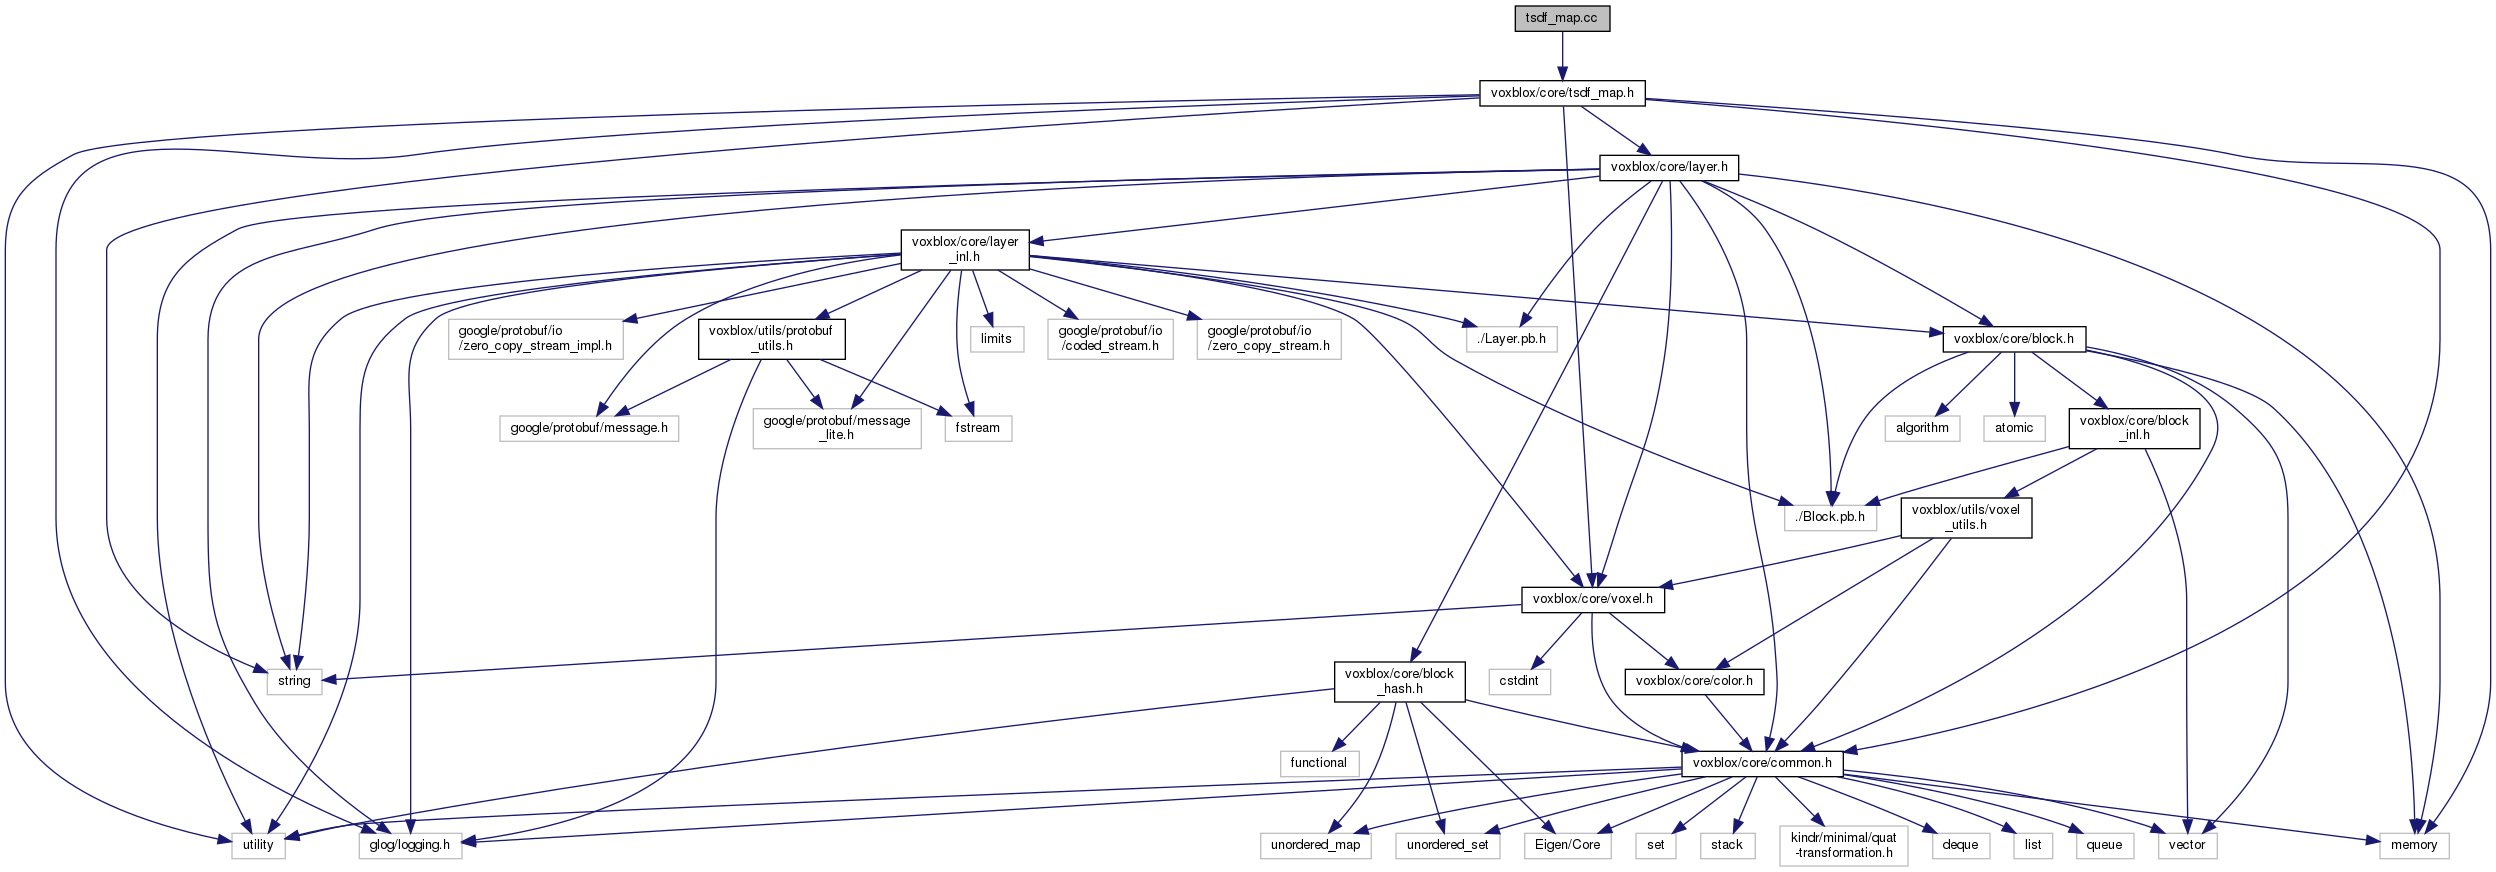 tsdf_map.cc
voxblox/core/tsdf_map.h
voxblox/core/layer.h
voxblox/core/layer
_inl.h
google/protobuf/io
/zero_copy_stream_impl.h
voxblox/utils/protobuf
_utils.h
limits
google/protobuf/io
/coded_stream.h
google/protobuf/io
/zero_copy_stream.h
./Layer.pb.h
voxblox/core/block.h
google/protobuf/message.h
google/protobuf/message
_lite.h
fstream
algorithm
atomic
voxblox/core/block
_inl.h
./Block.pb.h
voxblox/utils/voxel
_utils.h
voxblox/core/voxel.h
string
voxblox/core/block
_hash.h
cstdint
voxblox/core/color.h
functional
voxblox/core/common.h
utility
glog/logging.h
unordered_map
unordered_set
Eigen/Core
set
stack
kindr/minimal/quat
-transformation.h
deque
list
queue
vector
memory